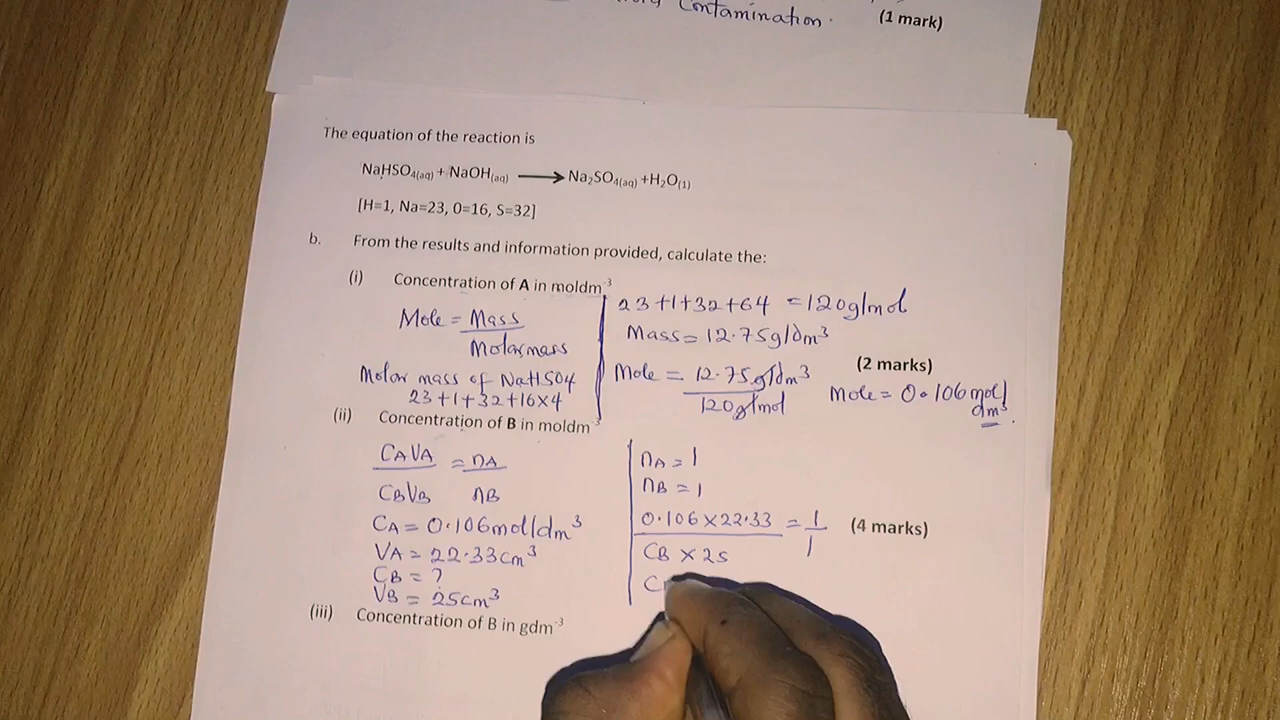 Contamination. (1 mark)
The equation of the reaction is
NaHSO4(aq) + NaOH(aq) ⟶ Na2SO4(aq) +H2O(1)
[H=1, Na=23, 0=16, S=32]
b. From the results and information provided, calculate the:
(i) Concentration of A in moldm-3
Mole = Mass / Molar mass
Molar mass of NaHSO4
23+1+32+16×4
23+1+32+64 =120g/mol
Mass = 12.75g/dm3
(2 marks)
Mole = 12.75g/dm3 / 120g/mol
Mole = 0.106 mol/dm3
(ii) Concentration of B in moldm-3
CAVA / CBVB = nA / nB
CA = 0.106mol/dm3
VA = 22.33cm3
CB = ?
VB = 25cm3
nA = 1
nB = 1
0.106×22.33 / CB × 25 = 1 / 1
(4 marks)
C
(iii) Concentration of B in gdm-3